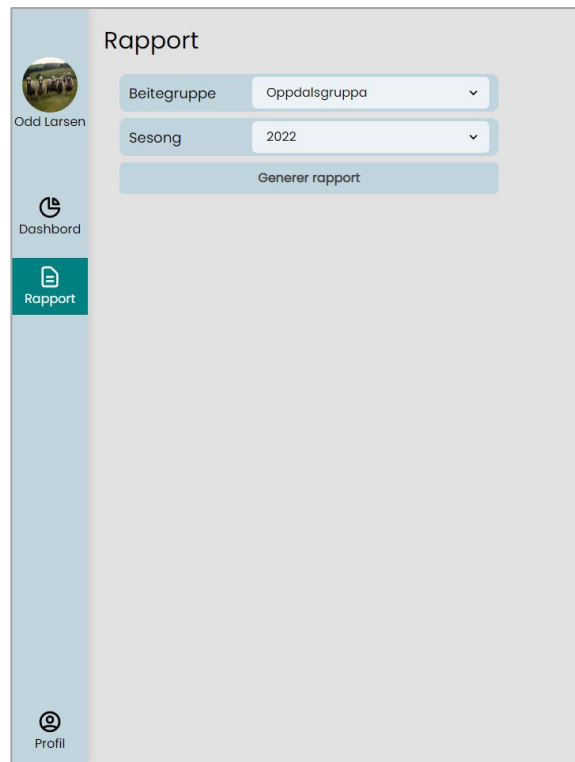 Rapport
Odd Larsen
Beitegruppe Oppdalsgruppa
Sesong 2022
Generer rapport
Dashbord
Rapport
Profil